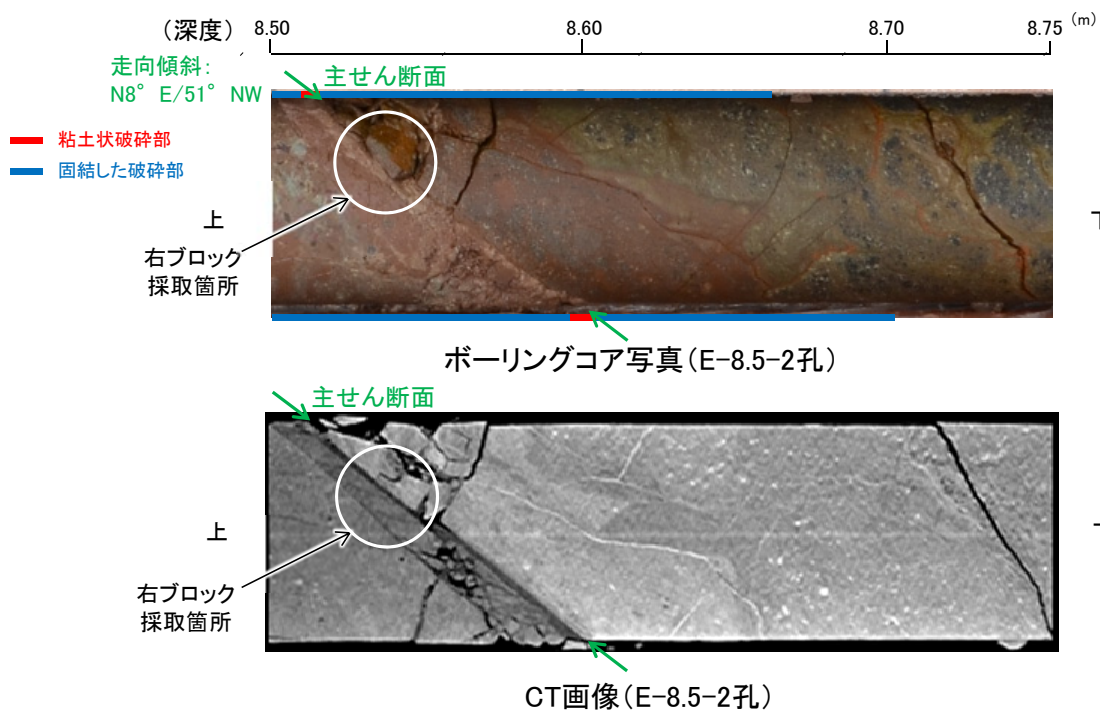 (深度) 8.50 8.60 8.70 8.75 (m)
走向傾斜:
N8° E/51° NW
主せん断面
粘土状破砕部
固結した破砕部
上
右ブロック
採取箇所
ボーリングコア写真(E-8.5-2孔)
主せん断面
上
右ブロック
採取箇所
CT画像(E-8.5-2孔)